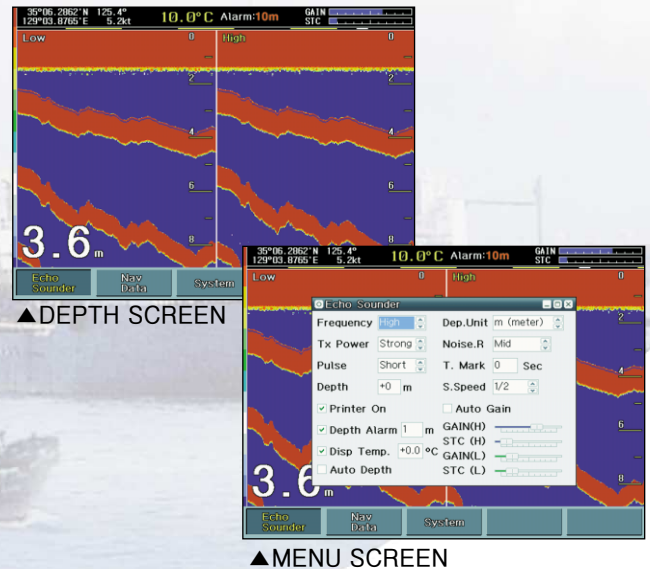 35°06.2862'N 125.4° 10.0°C Alarm:10m GAIN
129°03.8765'E 5.2kt STC
Low 0 High 0
2
4
6
8
3.6m
Echo Sounder Nav Data System
▲DEPTH SCREEN
35°06.2862'N 125.4° 10.0°C Alarm:10m GAIN
129°03.8765'E 5.2kt STC
Low 0 High 0
Echo Sounder
2
Frequency High Dep.Unit m (meter)
Tx Power Strong Noise.R Mid
Pulse Short T. Mark 0 Sec
4
Depth +0 m S.Speed 1/2
Printer On Auto Gain
Depth Alarm 1 m GAIN(H)
6
STC (H)
Disp Temp. +0.0 °C GAIN(L)
Auto Depth STC (L)
8
3.6m
Echo Sounder Nav Data System
▲MENU SCREEN